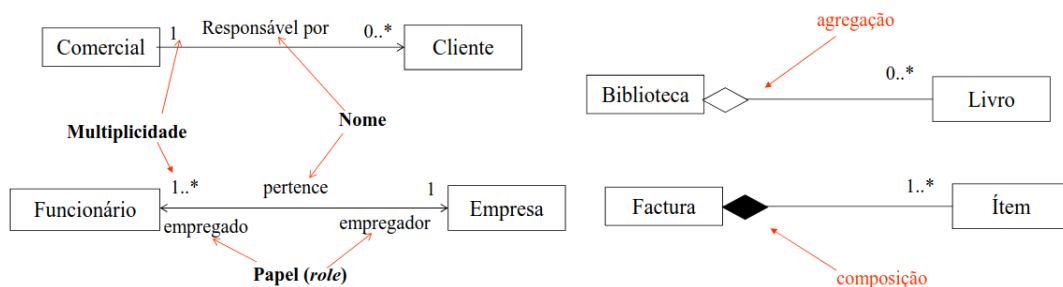 1
Responsável por
0..*
Comercial
Cliente
Multiplicidade
Nome
1..*
pertence
1
Funcionário
Empresa
empregado
empregador
Papel (role)
agregação
Biblioteca
0..*
Livro
Factura
1..*
Ítem
composição